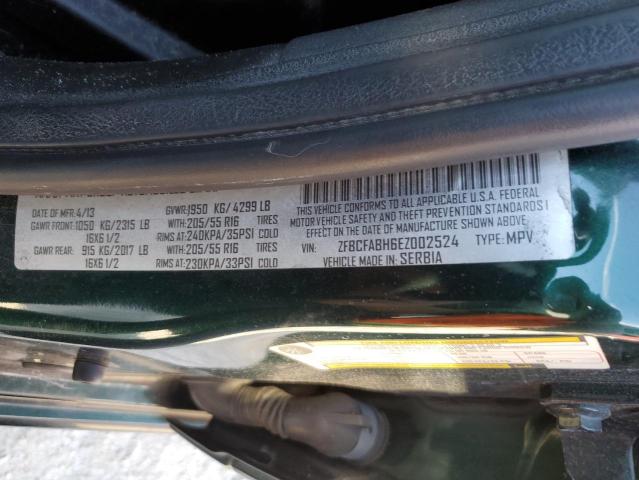 DATE OF MFR.4/13 GVWR:1950 KG/4299 LB
GAWR FRONT:1050 KG/2315 LB WITH:205/55 R16 TIRES
16X6 1/2 RIMS AT:240KPA/35PSI COLD
GAWR REAR: 915 KG/2017 LB WITH:205/55 R16 TIRES
16X6 1/2 RIMS AT:230KPA/33PSI COLD
THIS VEHICLE CONFORMS TO ALL APPLICABLE U.S.A. FEDERAL
MOTOR VEHICLE SAFETY, BUMPER, AND THEFT PREVENTION STANDARDS IN
EFFECT ON THE DATE OF MANUFACTURE SHOWN ABOVE.
VIN: ZFBCFABH6EZ002524 TYPE: MPV
VEHICLE MADE IN SERBIA